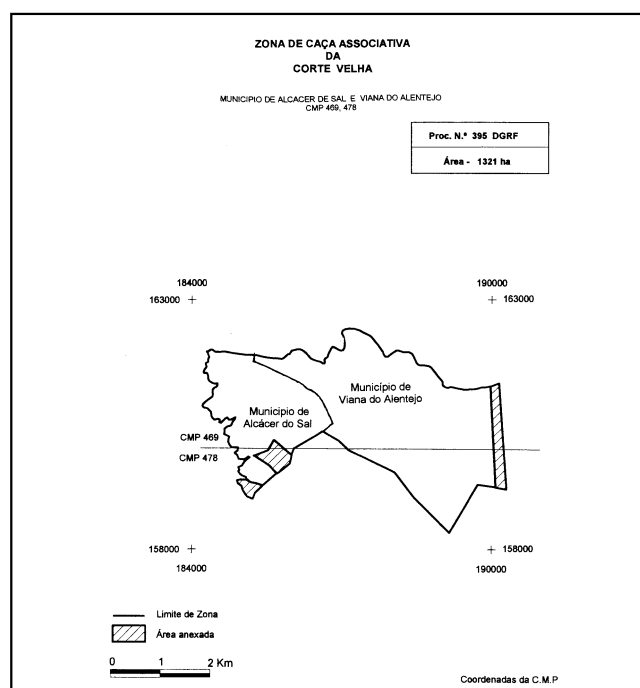 ZONA DE CAÇA ASSOCIATIVA
DA
CORTE VELHA
MUNICIPIO DE ALCACER DE SAL E VIANA DO ALENTEJO
CMP 469, 478
Proc. N.º 395 DGRF
Área - 1321 ha
184000
190000
163000
163000
Município de
Viana do Alentejo
Municipio de
Alcácer do Sal
CMP 469
CMP 478
158000
158000
184000
190000
Limite de Zona
Área anexada
0 1 2 Km
Coordenadas da C.M.P